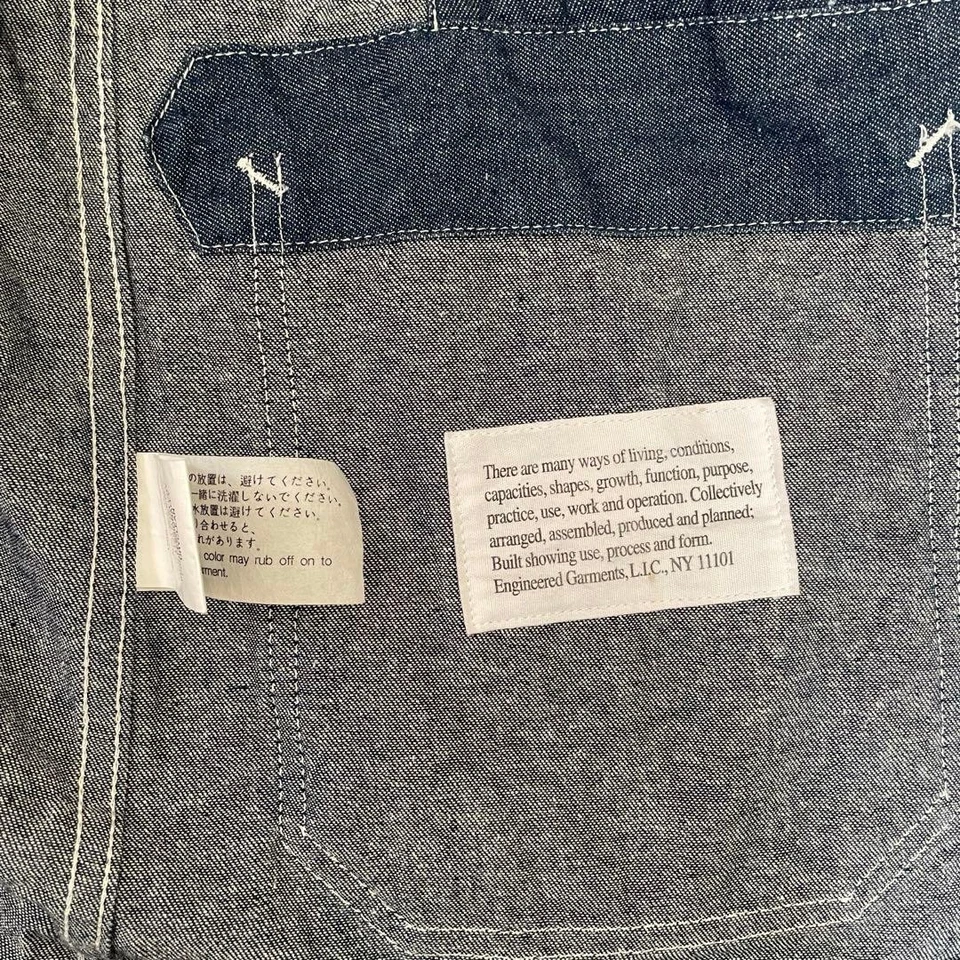 の放置は、避けてください。
一緒に洗濯しないでください。
水放置は避けてください。
合わせると、
れがあります。
color may rub off on to
rment.
There are many ways of living, conditions,
capacities, shapes, growth, function, purpose,
practice, use, work and operation. Collectively
arranged, assembled, produced and planned;
Built showing use, process and form.
Engineered Garments, L.I.C., NY 11101